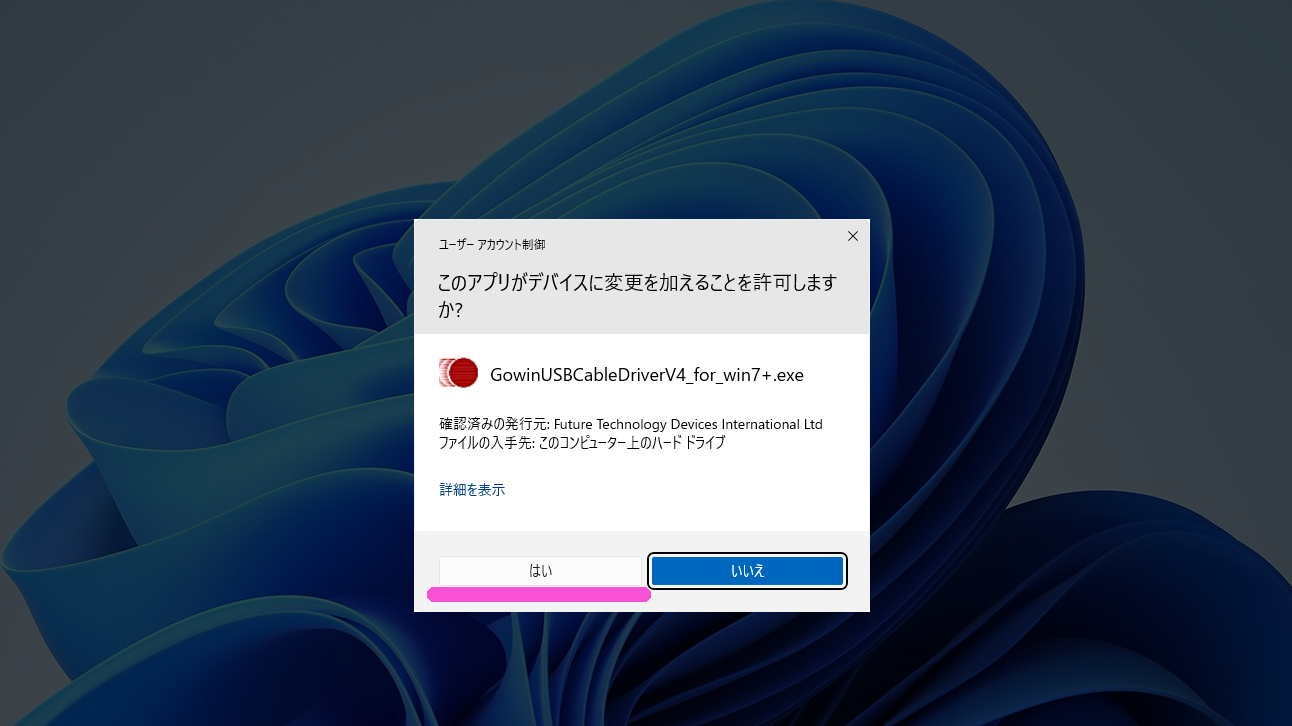 ユーザー アカウント制御
このアプリがデバイスに変更を加えることを許可します
か?
GowinUSBCableDriverV4_for_win7+.exe
確認済みの発行元: Future Technology Devices International Ltd
ファイルの入手先: このコンピューター上のハード ドライブ
詳細を表示
はい
いいえ